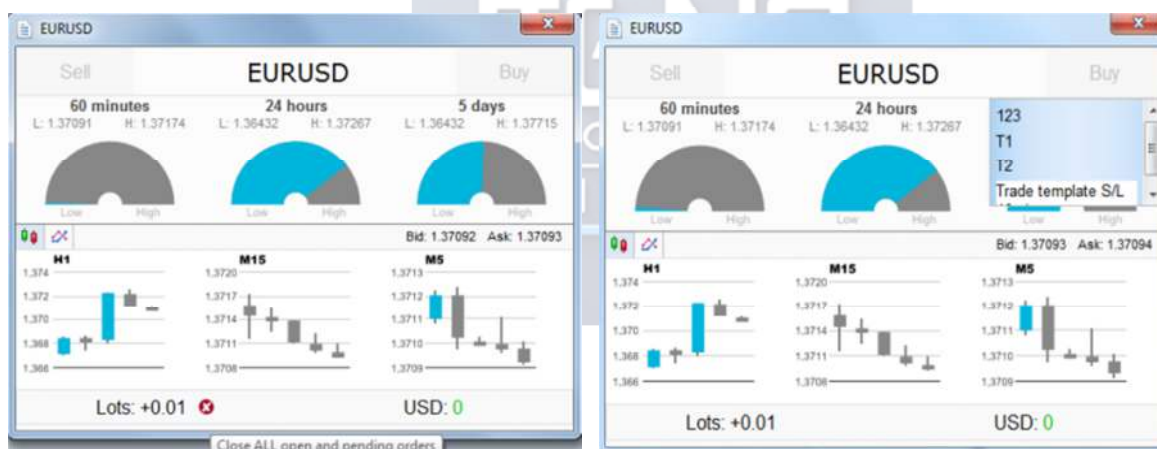 EURUSD
Sell EURUSD Buy
60 minutes 24 hours 5 days
L: 1.37091 H: 1.37174 L: 1.36432 H: 1.37267 L: 1.36432 H: 1.37715
Low High Low High Low High
Bid: 1.37092 Ask: 1.37093
H1 M15 M5
1,374 1,3720 1,3713
1,372 1,3717 1,3712
1,370 1,3714 1,3711
1,368 1,3711 1,3710
1,366 1,3708 1,3709
Lots: +0.01 USD: 0
Close ALL open and pending orders
EURUSD
Sell EURUSD Buy
60 minutes 24 hours
L: 1.37091 H: 1.37174 L: 1.36432 H: 1.37267
123
T1
T2
Trade template S/L
Low High Low High Low High
Bid: 1.37093 Ask: 1.37094
H1 M15 M5
1,374 1,3720 1,3713
1,372 1,3717 1,3712
1,370 1,3714 1,3711
1,368 1,3711 1,3710
1,366 1,3708 1,3709
Lots: +0.01 USD: 0